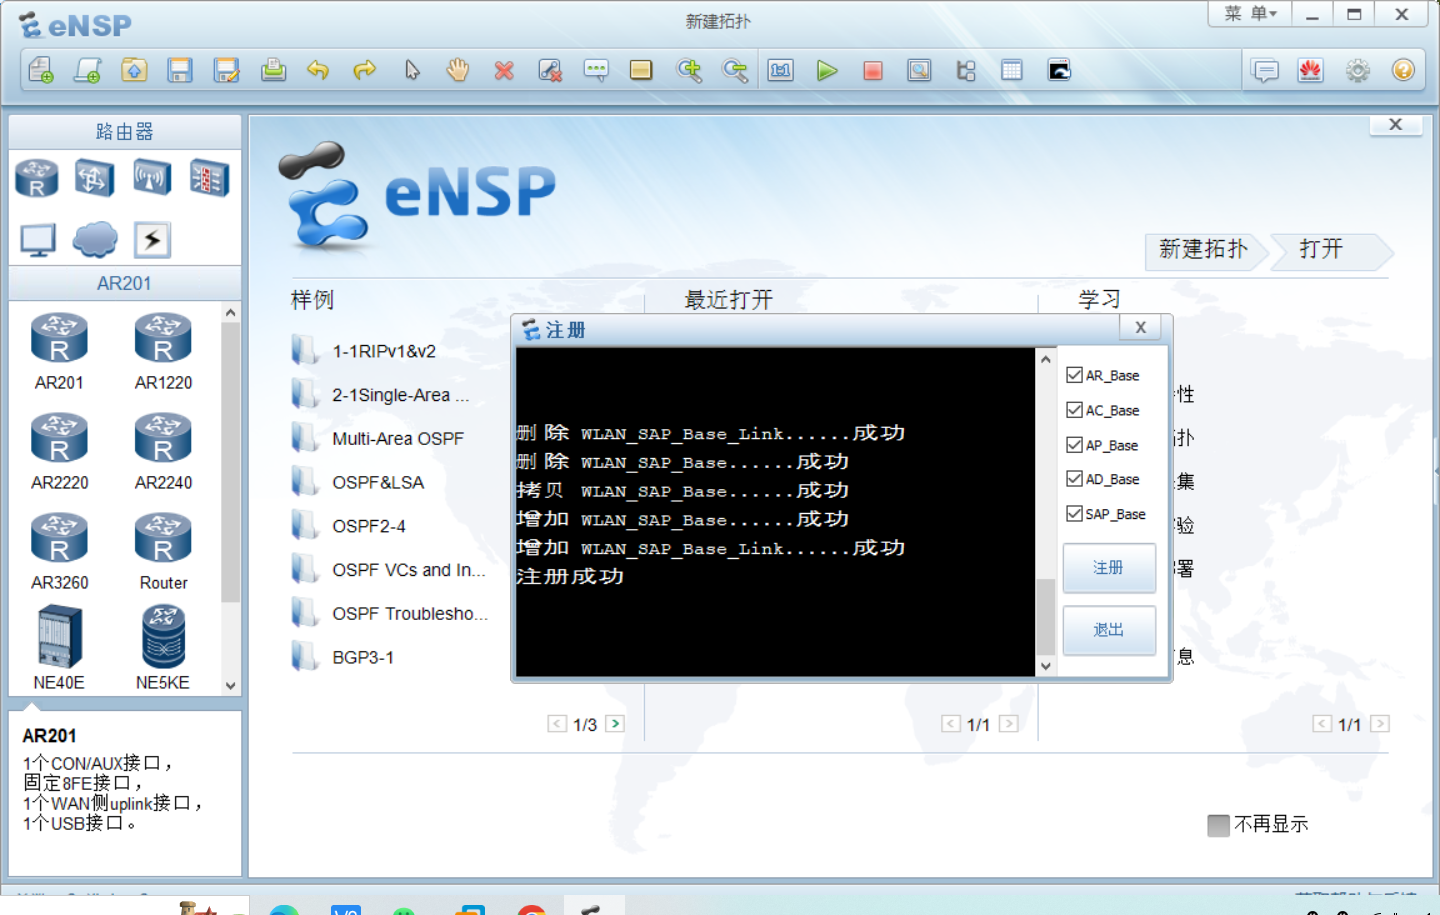 eNSP
新建拓扑
菜 单
路由器
AR201
AR201
AR1220
AR2220
AR2240
AR3260
Router
NE40E
NE5KE
AR201
1个CON/AUX接口，
固定8FE接口，
1个WAN侧uplink接口，
1个USB接口。
eNSP
新建拓扑
打开
样例
1-1RIPv1&v2
2-1Single-Area ...
Multi-Area OSPF
OSPF&LSA
OSPF2-4
OSPF VCs and In...
OSPF Troublesho...
BGP3-1
1/3
最近打开
1/1
学习
性
扑
集
验
署
息
1/1
注册
删除 WLAN_SAP_Base_Link......成功
删除 WLAN_SAP_Base......成功
拷贝 WLAN_SAP_Base......成功
增加 WLAN_SAP_Base......成功
增加 WLAN_SAP_Base_Link......成功
注册成功
AR_Base
AC_Base
AP_Base
AD_Base
SAP_Base
注册
退出
不再显示